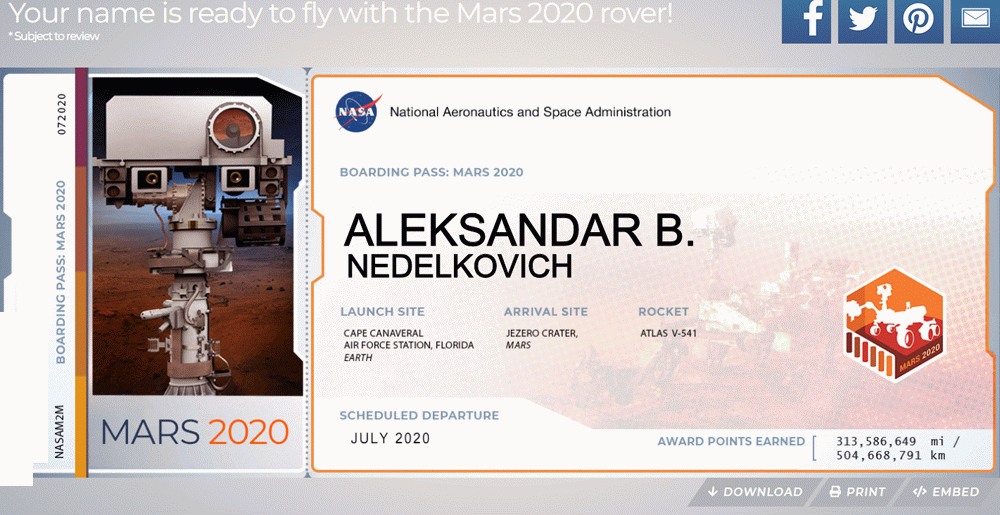 Your name is ready to fly with the Mars 2020 rover!
* Subject to review
072020
BOARDING PASS: MARS 2020
NASAM2M
MARS 2020
NASA
National Aeronautics and Space Administration
BOARDING PASS: MARS 2020
ALEKSANDAR B.
NEDELKOVICH
LAUNCH SITE
CAPE CANAVERAL
AIR FORCE STATION, FLORIDA
EARTH
ARRIVAL SITE
JEZERO CRATER,
MARS
ROCKET
ATLAS V-541
MARS 2020
SCHEDULED DEPARTURE
JULY 2020
AWARD POINTS EARNED
313,586,649 mi /
504,668,791 km
DOWNLOAD
PRINT
EMBED